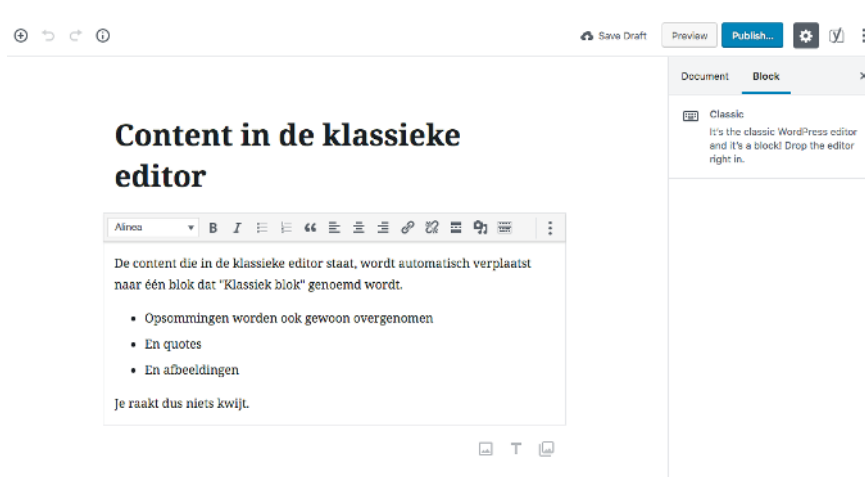 Save Draft
Preview
Publish...
Document
Block
Classic
It's the classic WordPress editor
and it's a block! Drop the editor
right in.
Content in de klassieke
editor
Alinea
B
I
De content die in de klassieke editor staat, wordt automatisch verplaatst
naar één blok dat "Klassiek blok" genoemd wordt.
• Opsommingen worden ook gewoon overgenomen
• En quotes
• En afbeeldingen
Je raakt dus niets kwijt.